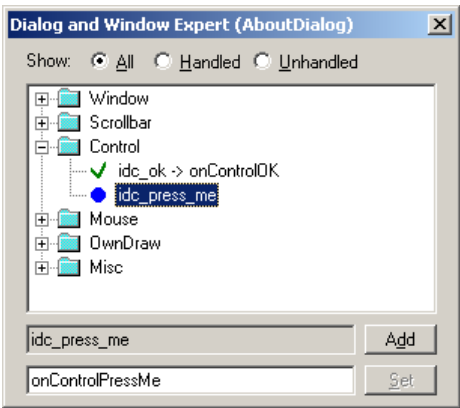 Dialog and Window Expert (AboutDialog)
Show: All Handled Unhandled
Window
Scrollbar
Control
idc_ok -> onControlOK
idc_press_me
Mouse
OwnDraw
Misc
idc_press_me Add
onControlPressMe Set